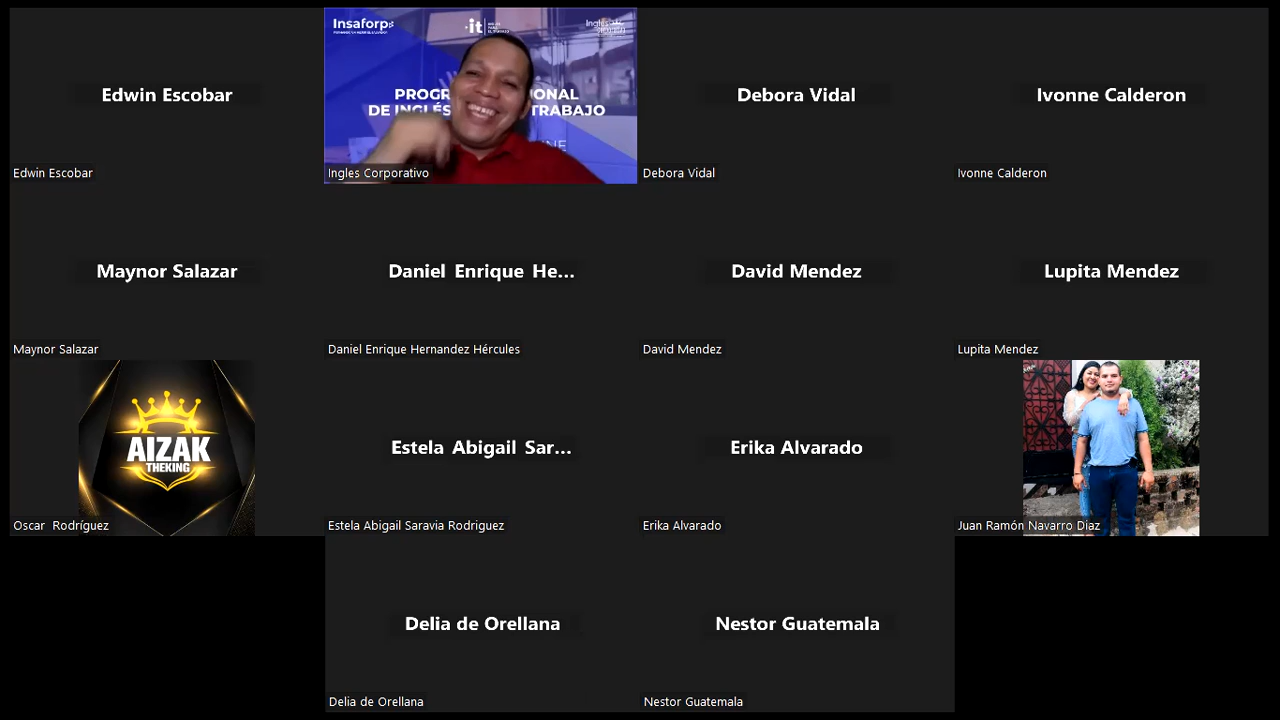 Edwin Escobar
Edwin Escobar
Insaforp
it
PROGR
IONAL
DE INGLÉS
TRABAJO
Ingles Corporativo
Debora Vidal
Debora Vidal
Ivonne Calderon
Ivonne Calderon
Maynor Salazar
Maynor Salazar
Daniel Enrique He...
Daniel Enrique Hernandez Hércules
David Mendez
David Mendez
Lupita Mendez
Lupita Mendez
AIZAK
THEKING
Oscar Rodríguez
Estela Abigail Sar...
Estela Abigail Saravia Rodriguez
Erika Alvarado
Erika Alvarado
Juan Ramón Navarro Diaz
Delia de Orellana
Delia de Orellana
Nestor Guatemala
Nestor Guatemala